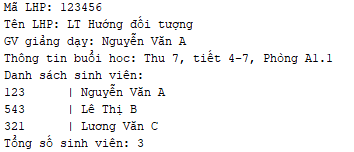 Mã LHP: 123456
Tên LHP: LT Hướng đối tượng
GV giảng dạy: Nguyễn Văn A
Thông tin buổi học: Thu 7, tiết 4-7, Phòng A1.1
Danh sách sinh viên:
123 | Nguyễn Văn A
543 | Lê Thị B
321 | Lương Văn C
Tổng số sinh viên: 3